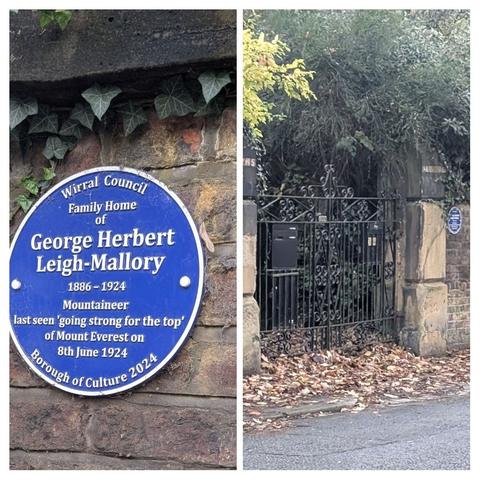 Wirral Council
Family Home
of
George Herbert
Leigh-Mallory
1886 – 1924
Mountaineer
last seen 'going strong for the top'
of Mount Everest on
8th June 1924
Borough of Culture 2024